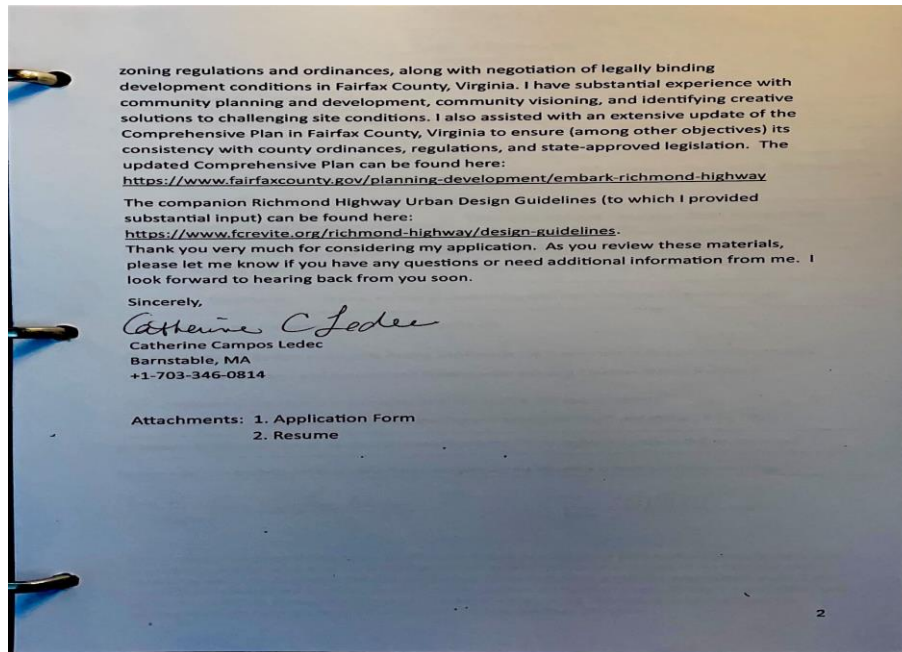 zoning regulations and ordinances, along with negotiation of legally binding
development conditions in Fairfax County, Virginia. I have substantial experience with
community planning and development, community visioning, and identifying creative
solutions to challenging site conditions. I also assisted with an extensive update of the
Comprehensive Plan in Fairfax County, Virginia to ensure (among other objectives) its
consistency with county ordinances, regulations, and state-approved legislation. The
updated Comprehensive Plan can be found here:
https://www.fairfaxcounty.gov/planning-development/embark-richmond-highway
The companion Richmond Highway Urban Design Guidelines (to which I provided
substantial input) can be found here:
https://www.fcrevite.org/richmond-highway/design-guidelines.
Thank you very much for considering my application. As you review these materials,
please let me know if you have any questions or need additional information from me. I
look forward to hearing back from you soon.
Sincerely,
Catherine C Ledec
Catherine Campos Ledec
Barnstable, MA
+1-703-346-0814
Attachments: 1. Application Form
2. Resume
2